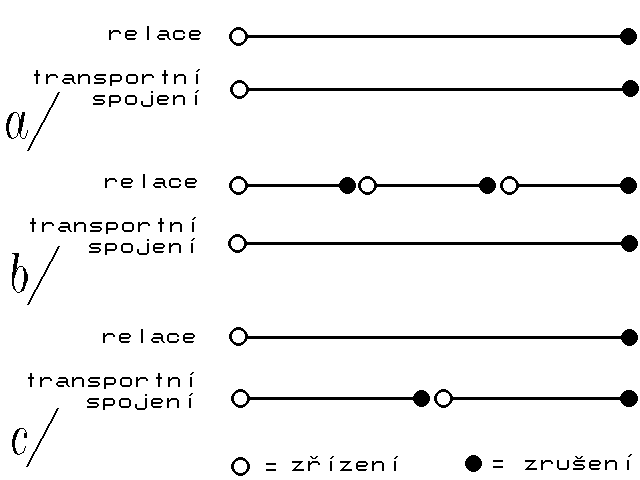 relace
transportní
spojení
a/
relace
transportní
spojení
b/
relace
transportní
spojení
c/
= zřízení
= zrušení